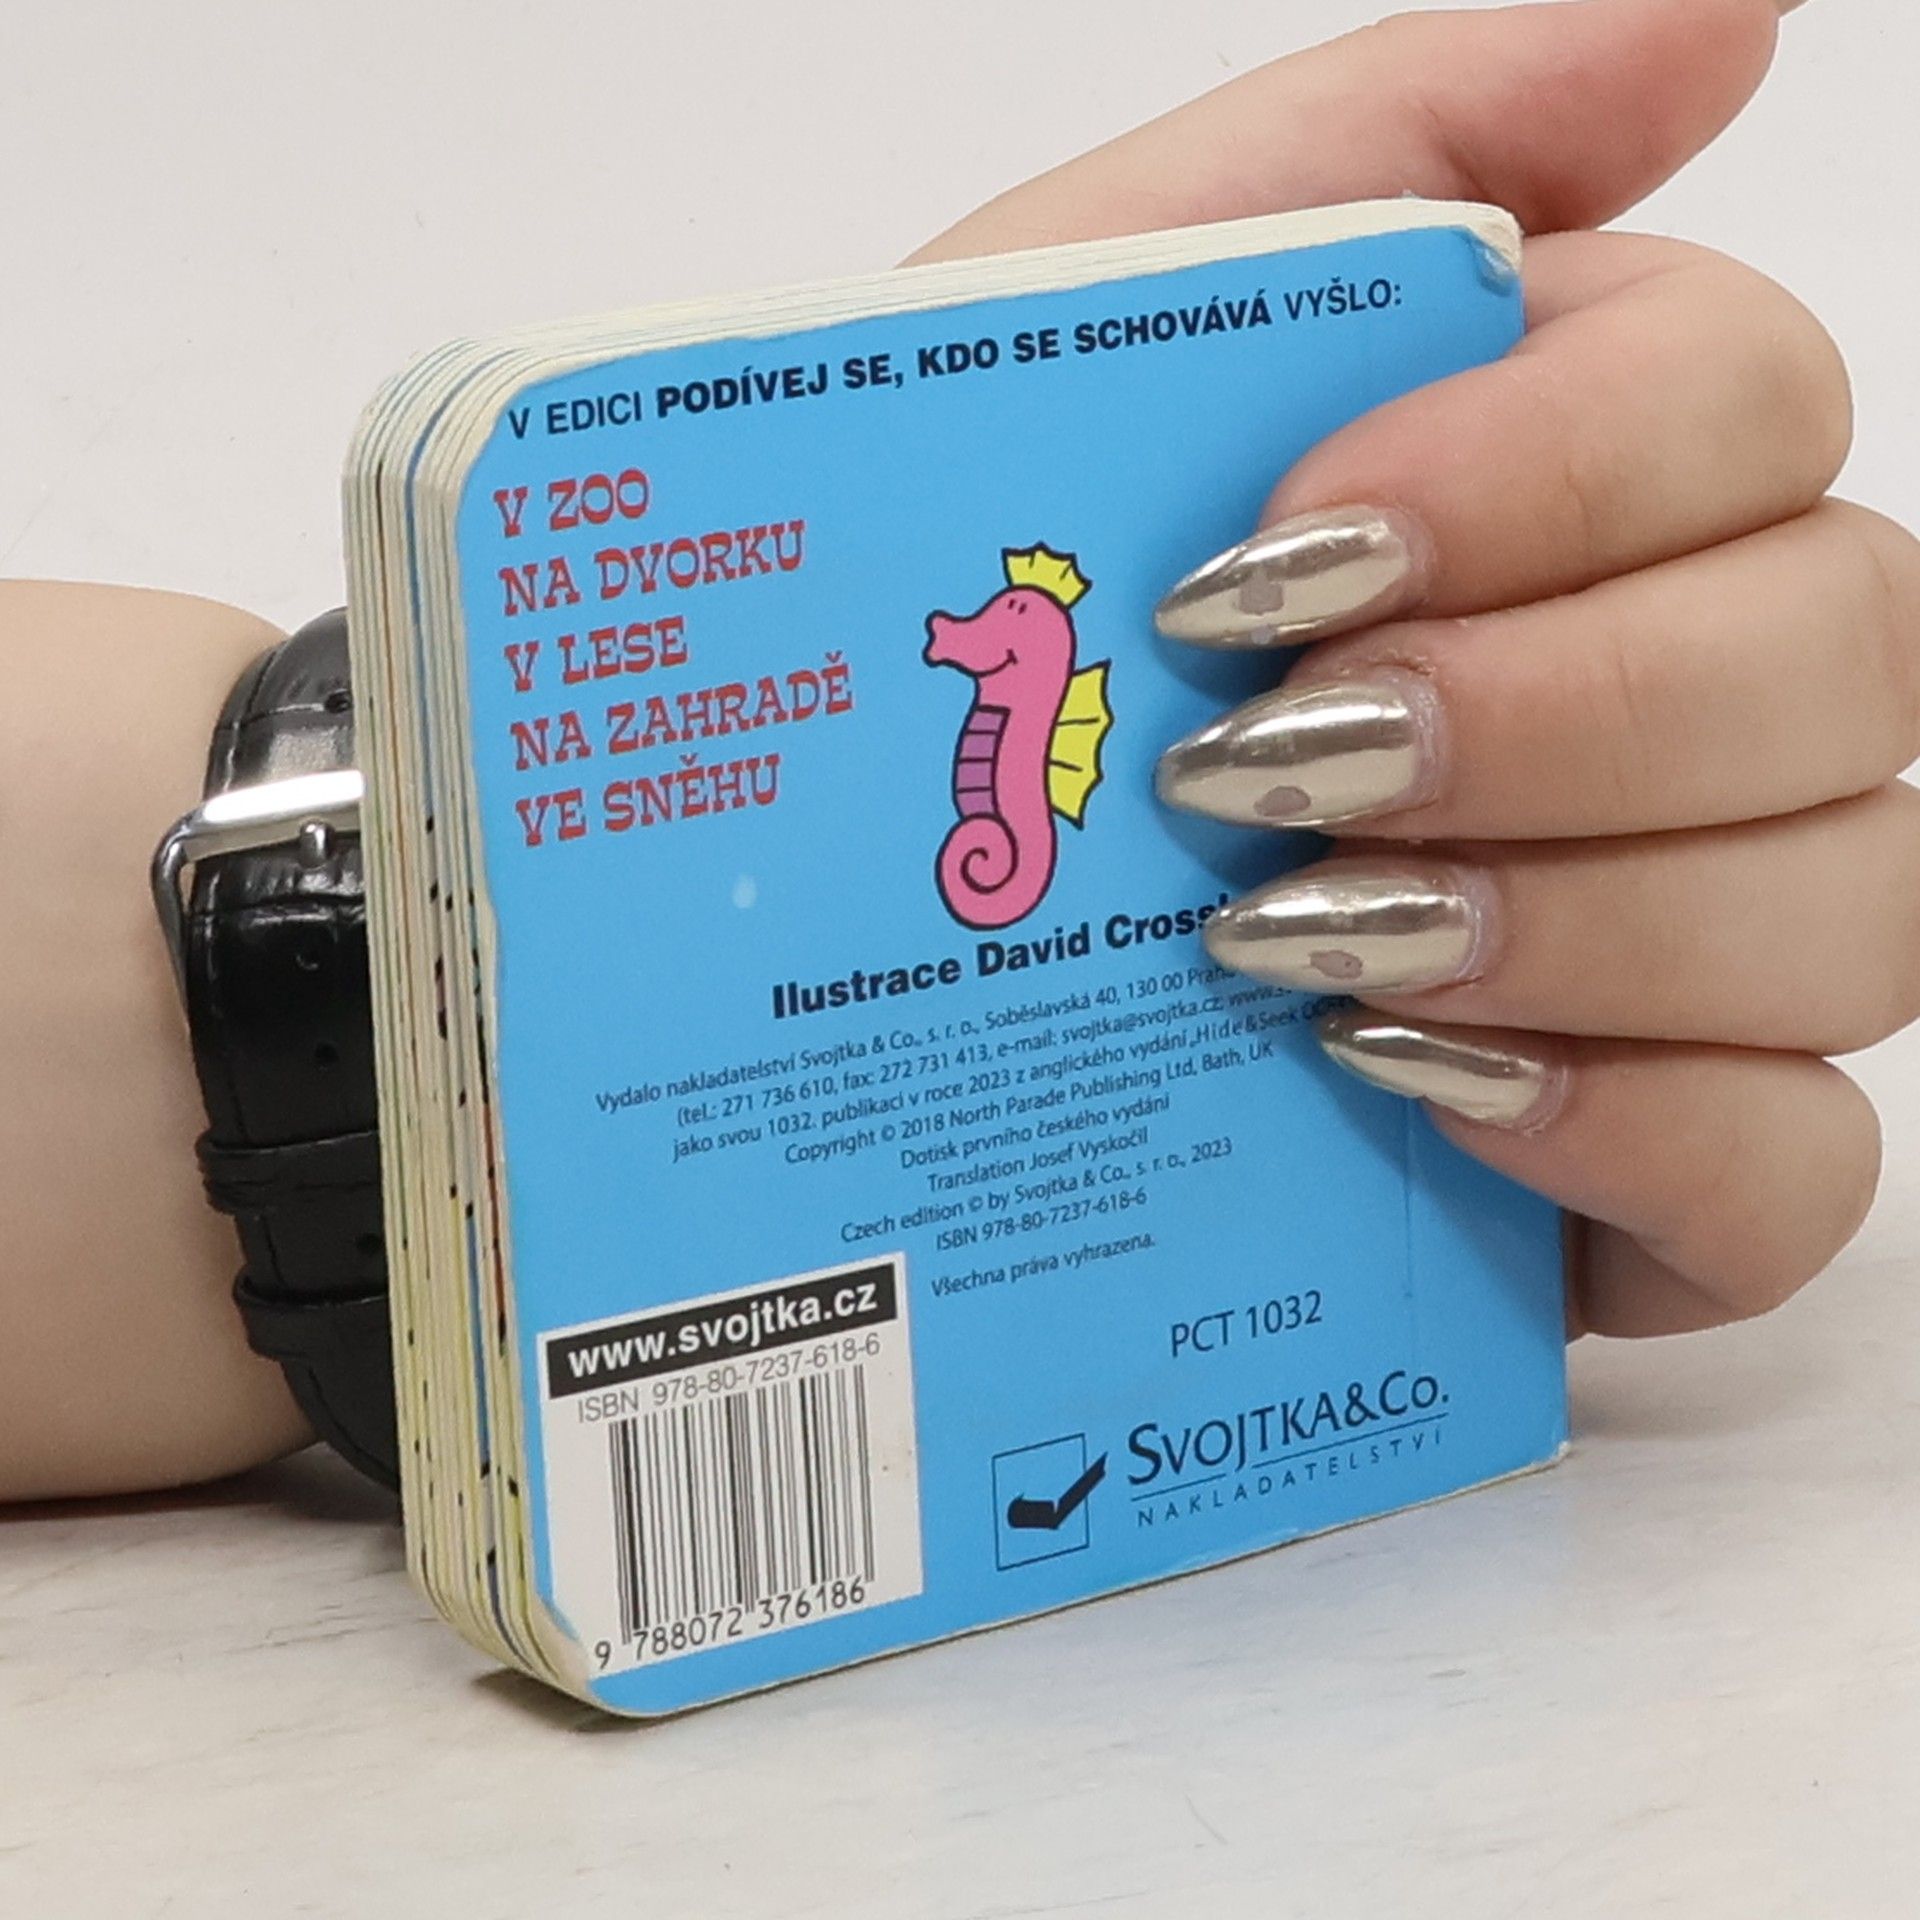 V EDICI PODÍVEJ SE, KDO SE SCHOVÁVÁ VYŠLO:
V ZOO
NA DVORKU
V LESE
NA ZAHRADĚ
VE SNĚHU
Ilustrace David
Vydalo nakladatelství Svojtka & Co., s. r. o., Soběslavská 40, 130 00
(tel.: 271 736 610, fax: 272 731 413, e-mail: svojtka@svojtka.cz,
jako svou 1032. publikaci v roce 2023 z anglického vydání „Hide&Seek
Copyright © 2018 North Parade Publishing Ltd, Bath, UK
Dotisk prvního českého vydání
Translation Josef Vyskočil
Czech edition © by Svojtka & Co., s. r. o., 2023
ISBN 978-80-7237-618-6
Všechna práva vyhrazena.
www.svojtka.cz
ISBN 978-80-7237-618-6
9 788072 376186
PCT 1032
SVOJTKA&CO.
NAKLADATELSTVÍ